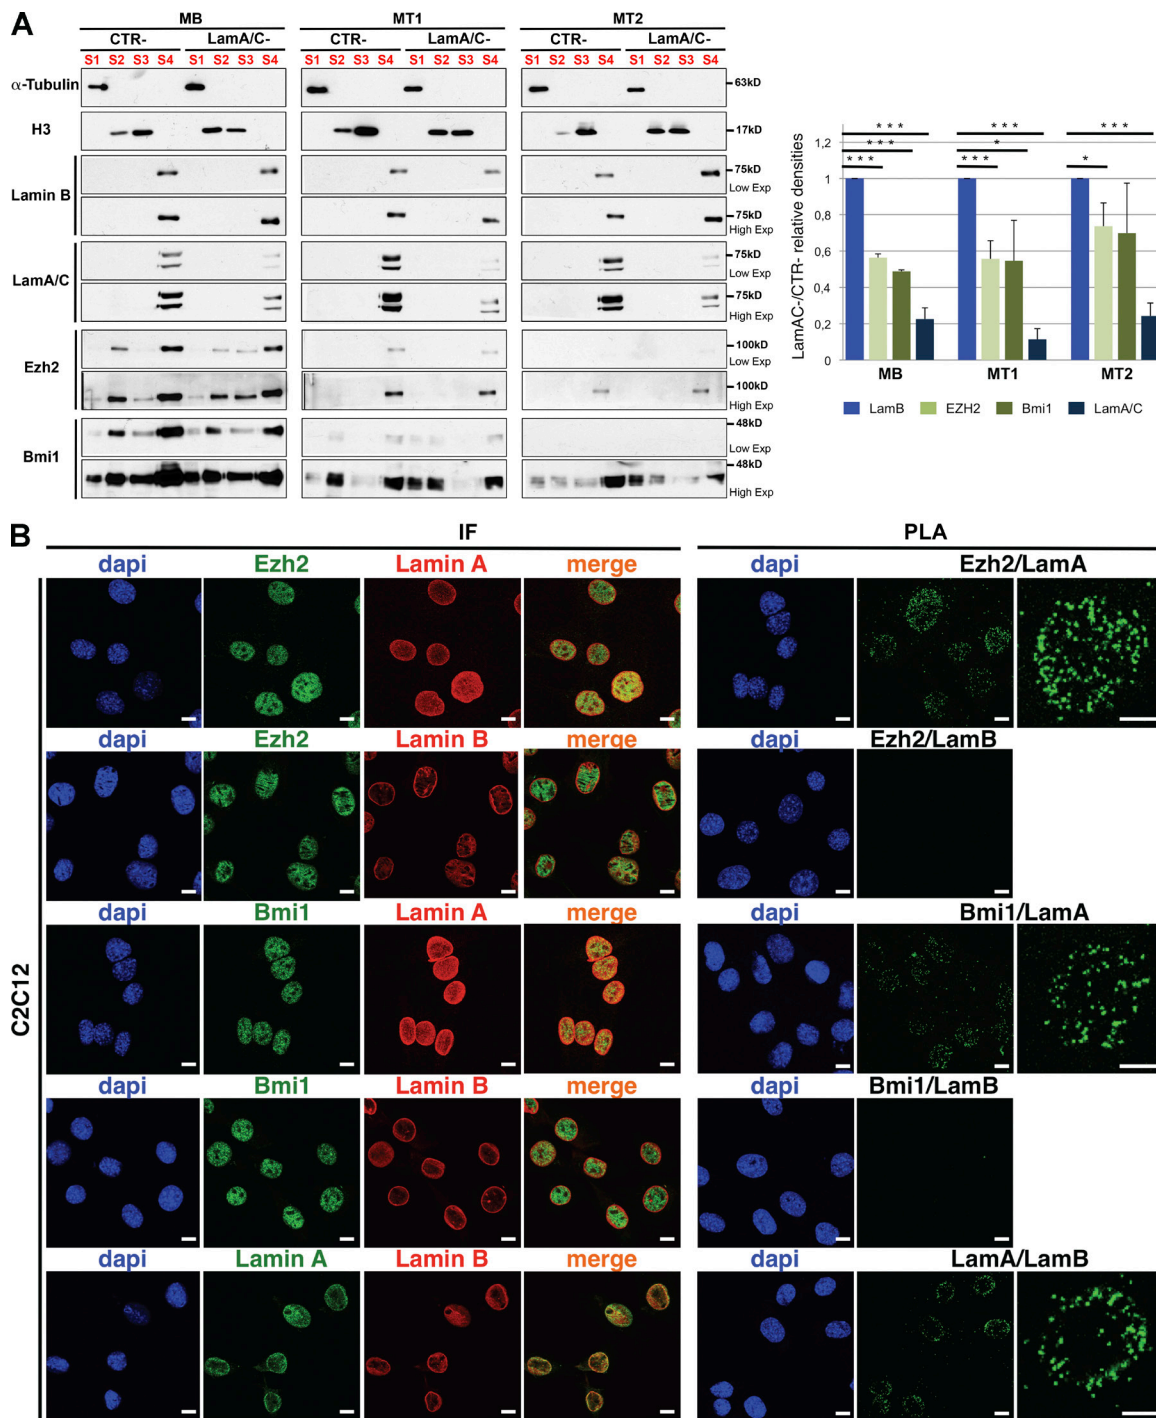 A
MB MT1 MT2
CTR- LamA/C- CTR- LamA/C- CTR- LamA/C-
S1 S2 S3 S4 S1 S2 S3 S4 S1 S2 S3 S4 S1 S2 S3 S4 S1 S2 S3 S4 S1 S2 S3 S4
α-Tubulin 63kD
H3 17kD
Lamin B
75kD
Low Exp
75kD
High Exp
LamA/C
75kD
Low Exp
75kD
High Exp
Ezh2
100kD
Low Exp
100kD
High Exp
Bmi1
48kD
Low Exp
48kD
High Exp
LamAC-/CTR- relative densities
*** *** ***
*** *
*** *** *
1,2
1
0,8
0,6
0,4
0,2
0
MB MT1 MT2
LamB EZH2 Bmi1 LamA/C
B
IF PLA
C2C12
dapi Ezh2 Lamin A merge dapi Ezh2/LamA
dapi Ezh2 Lamin B merge dapi Ezh2/LamB
dapi Bmi1 Lamin A merge dapi Bmi1/LamA
dapi Bmi1 Lamin B merge dapi Bmi1/LamB
dapi Lamin A Lamin B merge dapi LamA/LamB